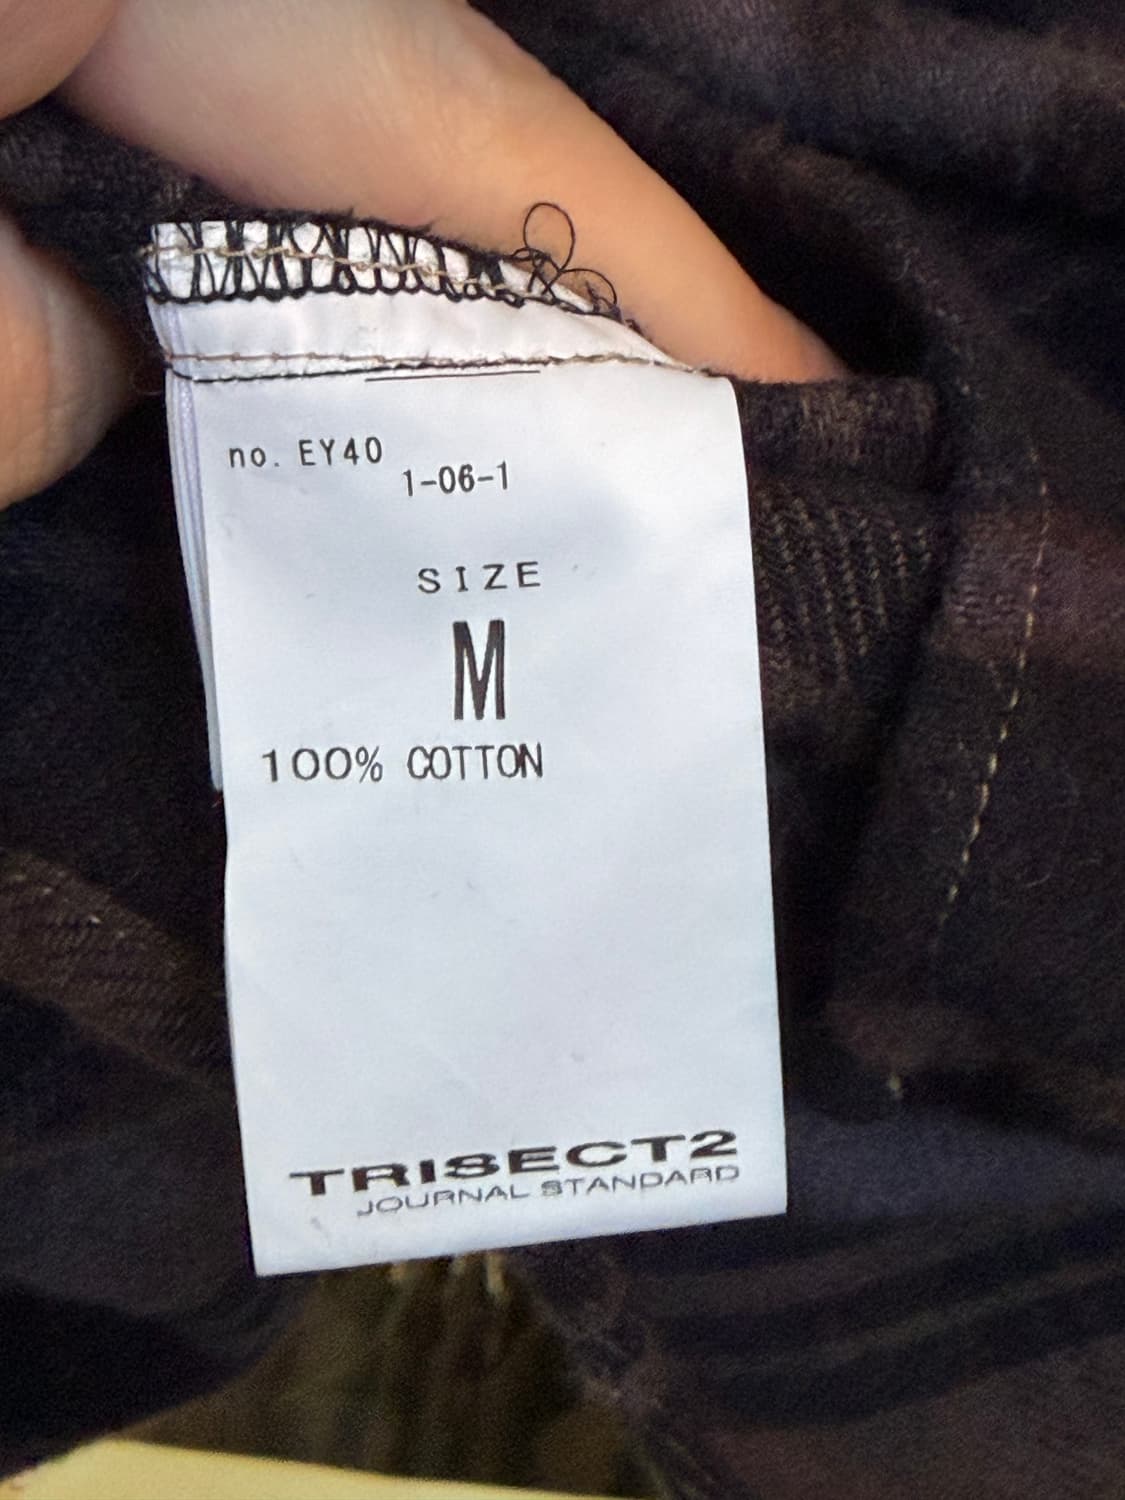 no. EY40
1-06-1
SIZE
M
100% COTTON
TRISECT2
JOURNAL STANDARD